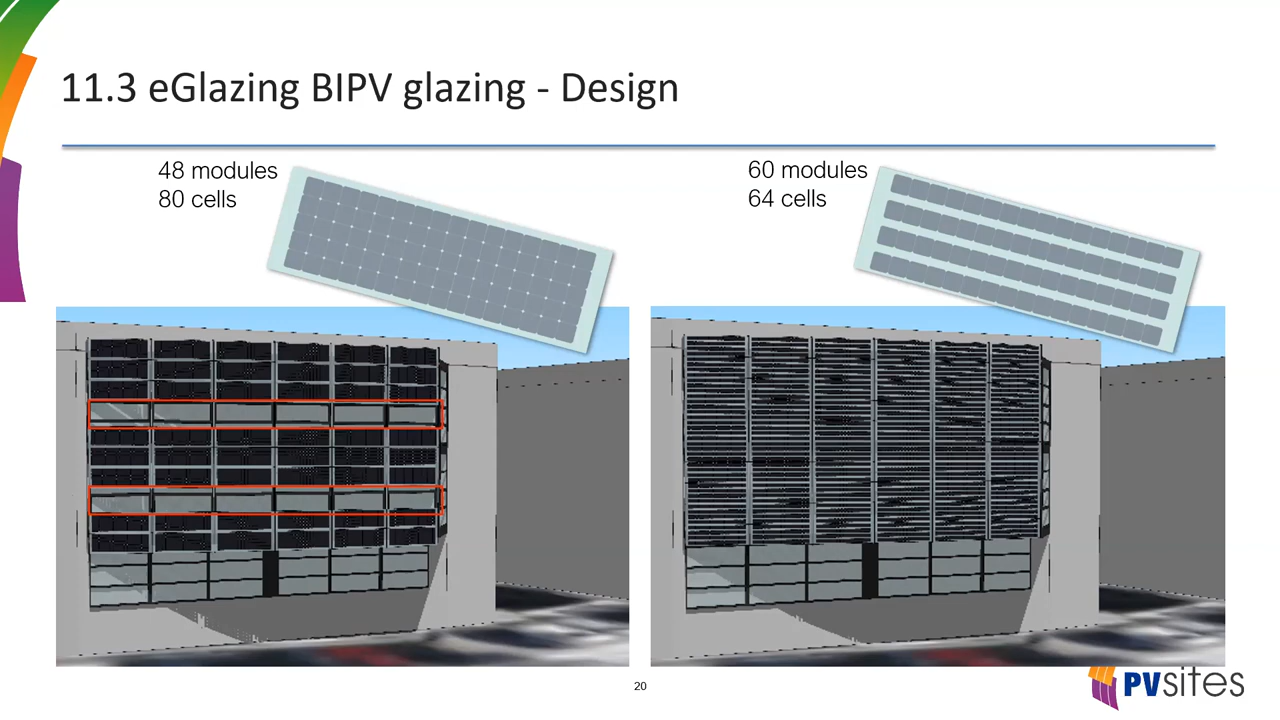 11.3 eGlazing BIPV glazing - Design
48 modules
80 cells
60 modules
64 cells
20
PVsites